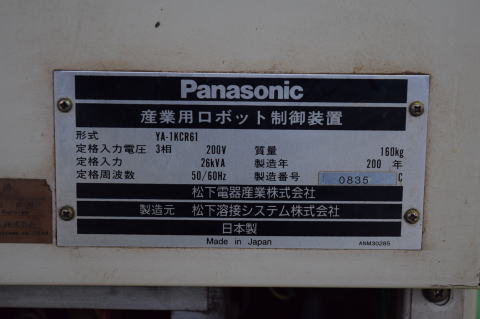 Panasonic
産業用ロボット制御装置
形式 YA-1KCR61
定格入力電圧 3相 200V 質量 160kg
定格入力 26kVA 製造年 200 年
定格周波数 50/60Hz 製造番号 0835 C
松下電器産業株式会社
製造元 松下溶接システム株式会社
日本製
Made in Japan ANM30285